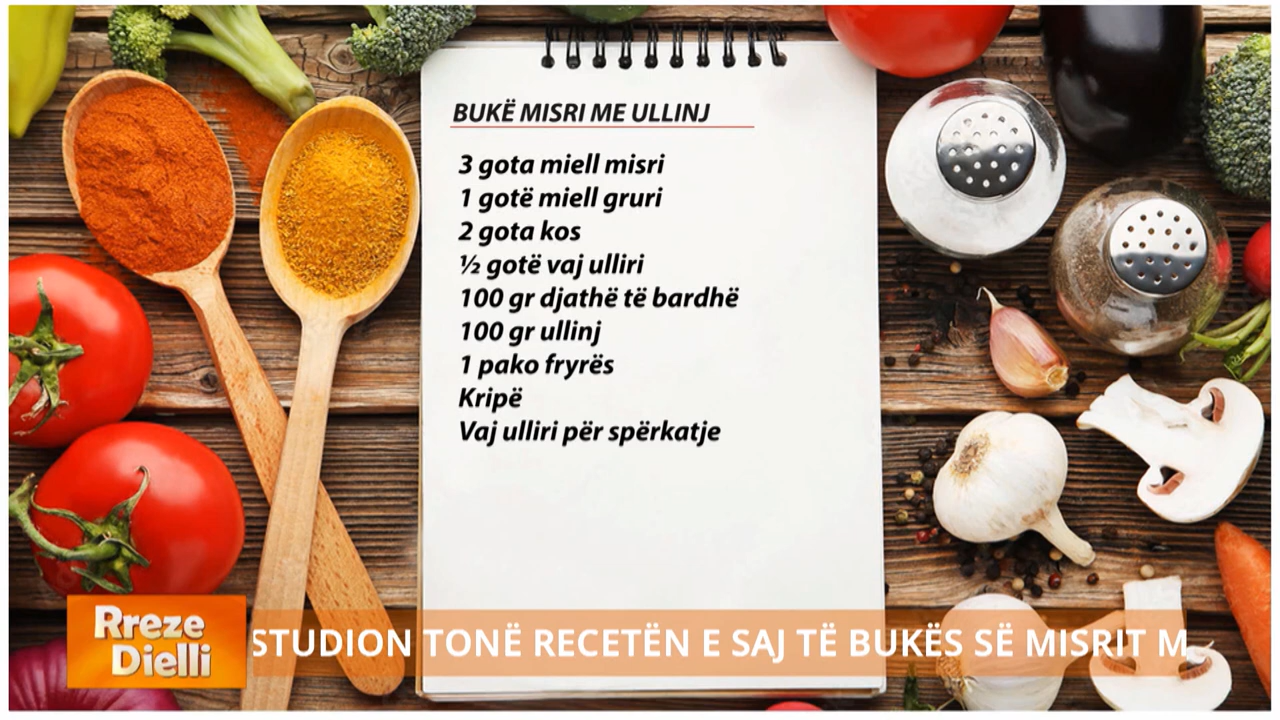 BUKË MISRI ME ULLINJ
3 gota miell misri
1 gotë miell gruri
2 gota kos
½ gotë vaj ulliri
100 gr djathë të bardhë
100 gr ullinj
1 pako fryrës
Kripë
Vaj ulliri për spërkatje
Rreze
Dielli
STUDION TONË RECETËN E SAJ TË BUKËS SË MISRIT M